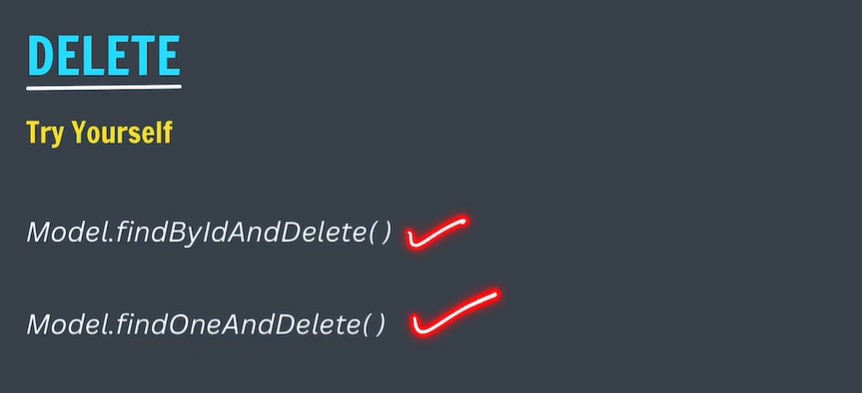 DELETE
Try Yourself
Model.findByIdAndDelete( )
Model.findOneAndDelete( )